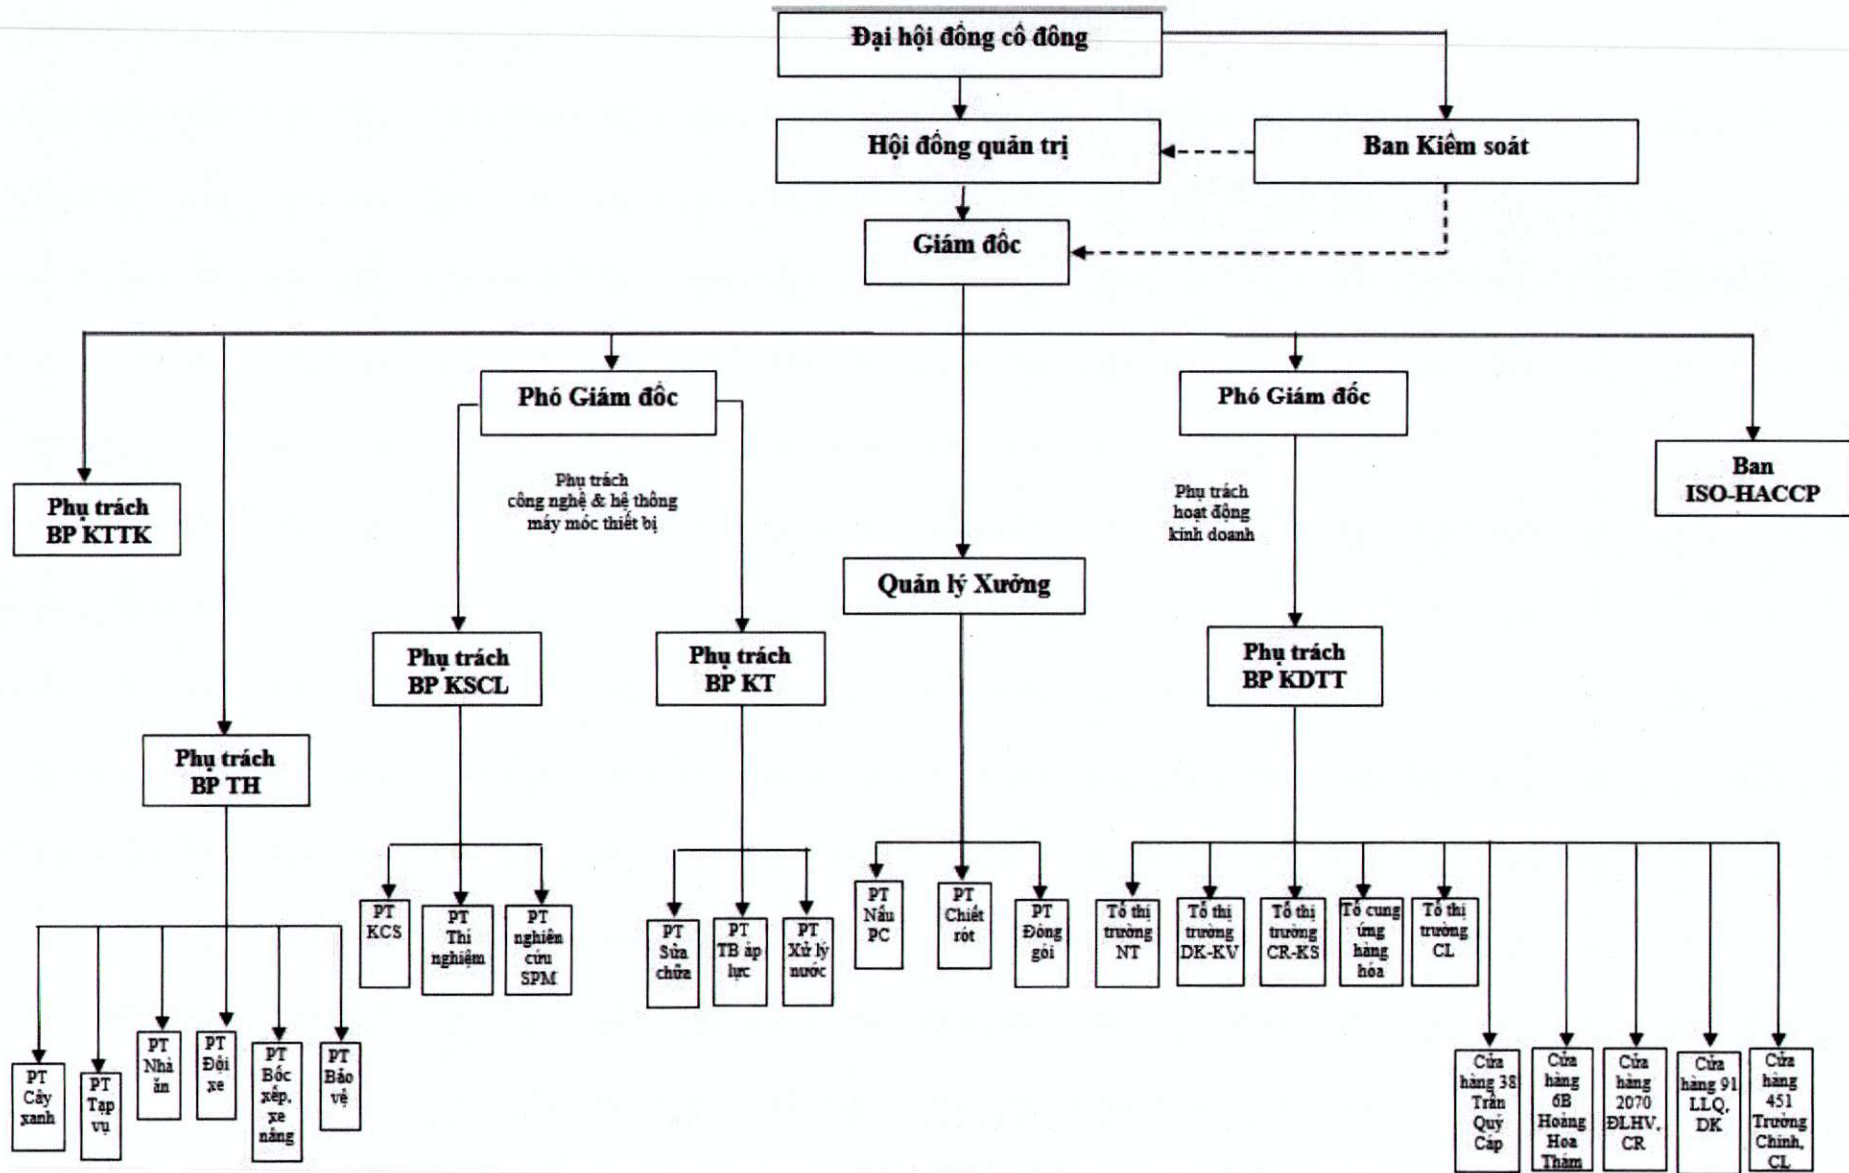 Đại hội đồng cổ đông
Hội đồng quản trị
Ban Kiểm soát
Giám đốc
Phó Giám đốc
Phó Giám đốc
Ban
ISO-HACCP
Phụ trách
BP KTTK
Phụ trách
công nghệ & hệ thống
máy móc thiết bị
Phụ trách
hoạt động
kinh doanh
Quản lý Xưởng
Phụ trách
BP KSCL
Phụ trách
BP KT
Phụ trách
BP KDTT
Phụ trách
BP TH
PT
KCS
PT
Thí
nghiệm
PT
nghiên
cứu
SPM
PT
Sửa
chữa
PT
TB áp
lực
PT
Xử lý
nước
PT
Nấu
PC
PT
Chiết
rót
PT
Đóng
gói
Tổ thị
trường
NT
Tổ thị
trường
DK-KV
Tổ thị
trường
CR-KS
Tổ cung
ứng
hàng
hóa
Tổ thị
trường
CL
PT
Cây
xanh
PT
Tạp
vụ
PT
Nhà
ăn
PT
Đội
xe
PT
Bốc
xếp,
xe
nâng
PT
Bảo
vệ
Cửa
hàng 38
Trần
Quý
Cáp
Cửa
hàng
6B
Hoàng
Hoa
Thám
Cửa
hàng
2070
ĐLHV,
CR
Cửa
hàng 91
LLQ,
DK
Cửa
hàng
451
Trường
Chinh,
CL